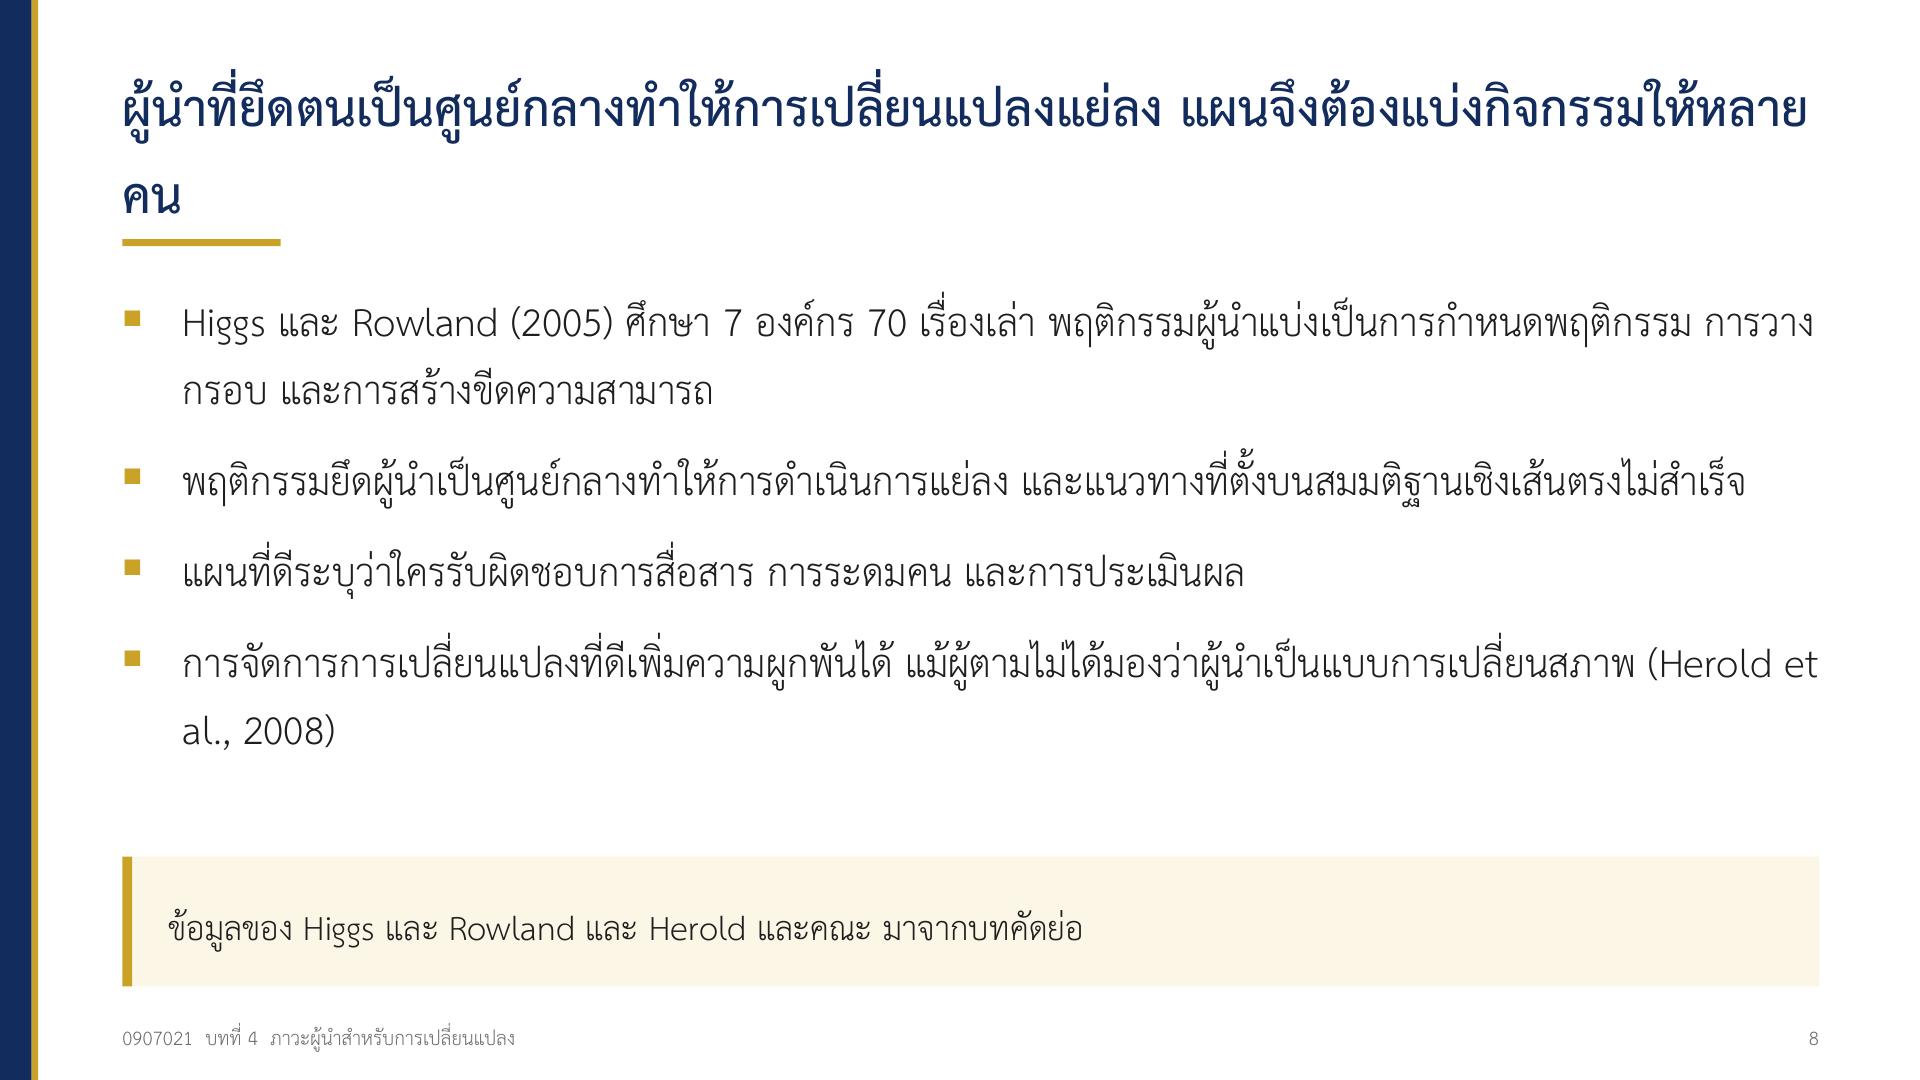 ผู้นำที่ยึดตนเป็นศูนย์กลางทำให้การเปลี่ยนแปลงแย่ลง แผนจึงต้องแบ่งกิจกรรมให้หลาย
คน
▪ Higgs และ Rowland (2005) ศึกษา 7 องค์กร 70 เรื่องเล่า พฤติกรรมผู้นำแบ่งเป็นการกำหนดพฤติกรรม การวาง
กรอบ และการสร้างขีดความสามารถ
▪ พฤติกรรมยึดผู้นำเป็นศูนย์กลางทำให้การดำเนินการแย่ลง และแนวทางที่ตั้งบนสมมติฐานเชิงเส้นตรงไม่สำเร็จ
▪ แผนที่ดีระบุว่าใครรับผิดชอบการสื่อสาร การระดมคน และการประเมินผล
▪ การจัดการการเปลี่ยนแปลงที่ดีเพิ่มความผูกพันได้ แม้ผู้ตามไม่ได้มองว่าผู้นำเป็นแบบการเปลี่ยนสภาพ (Herold et
al., 2008)
ข้อมูลของ Higgs และ Rowland และ Herold และคณะ มาจากบทคัดย่อ
0907021 บทที่ 4 ภาวะผู้นำสำหรับการเปลี่ยนแปลง
8